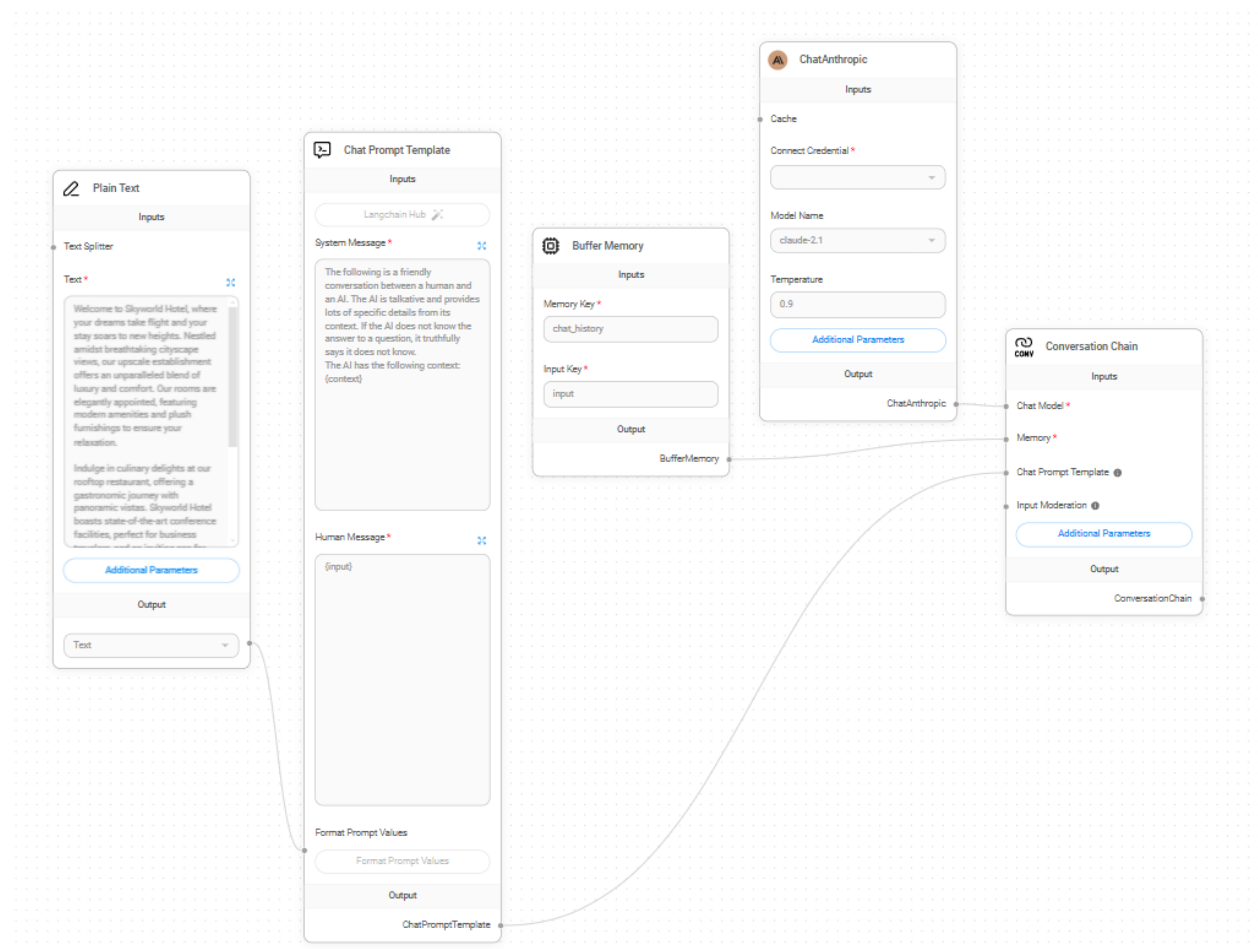 Plain Text
Inputs
Text Splitter
Text *
Welcome to Skyworld Hotel, where
your dreams take flight and your
stay soars to new heights. Nestled
amidst breathtaking cityscape
views, our upscale establishment
offers an unparalleled blend of
luxury and comfort. Our rooms are
elegantly appointed, featuring
modern amenities and plush
furnishings to ensure your
relaxation.
Indulge in culinary delights at our
rooftop restaurant, offering a
gastronomic journey with
panoramic vistas. Skyworld Hotel
boasts state-of-the-art conference
facilities, perfect for business
Additional Parameters
Output
Text
Chat Prompt Template
Inputs
Langchain Hub
System Message *
The following is a friendly
conversation between a human and
an AI. The AI is talkative and provides
lots of specific details from its
context. If the AI does not know the
answer to a question, it truthfully
says it does not know.
The AI has the following context:
{context}
Human Message *
{input}
Format Prompt Values
Format Prompt Values
Output
ChatPromptTemplate
Buffer Memory
Inputs
Memory Key *
chat_history
Input Key *
input
Output
BufferMemory
ChatAnthropic
Inputs
Cache
Connect Credential *
Model Name
claude-2.1
Temperature
0.9
Additional Parameters
Output
ChatAnthropic
CONV
Conversation Chain
Inputs
Chat Model *
Memory *
Chat Prompt Template
Input Moderation
Additional Parameters
Output
ConversationChain